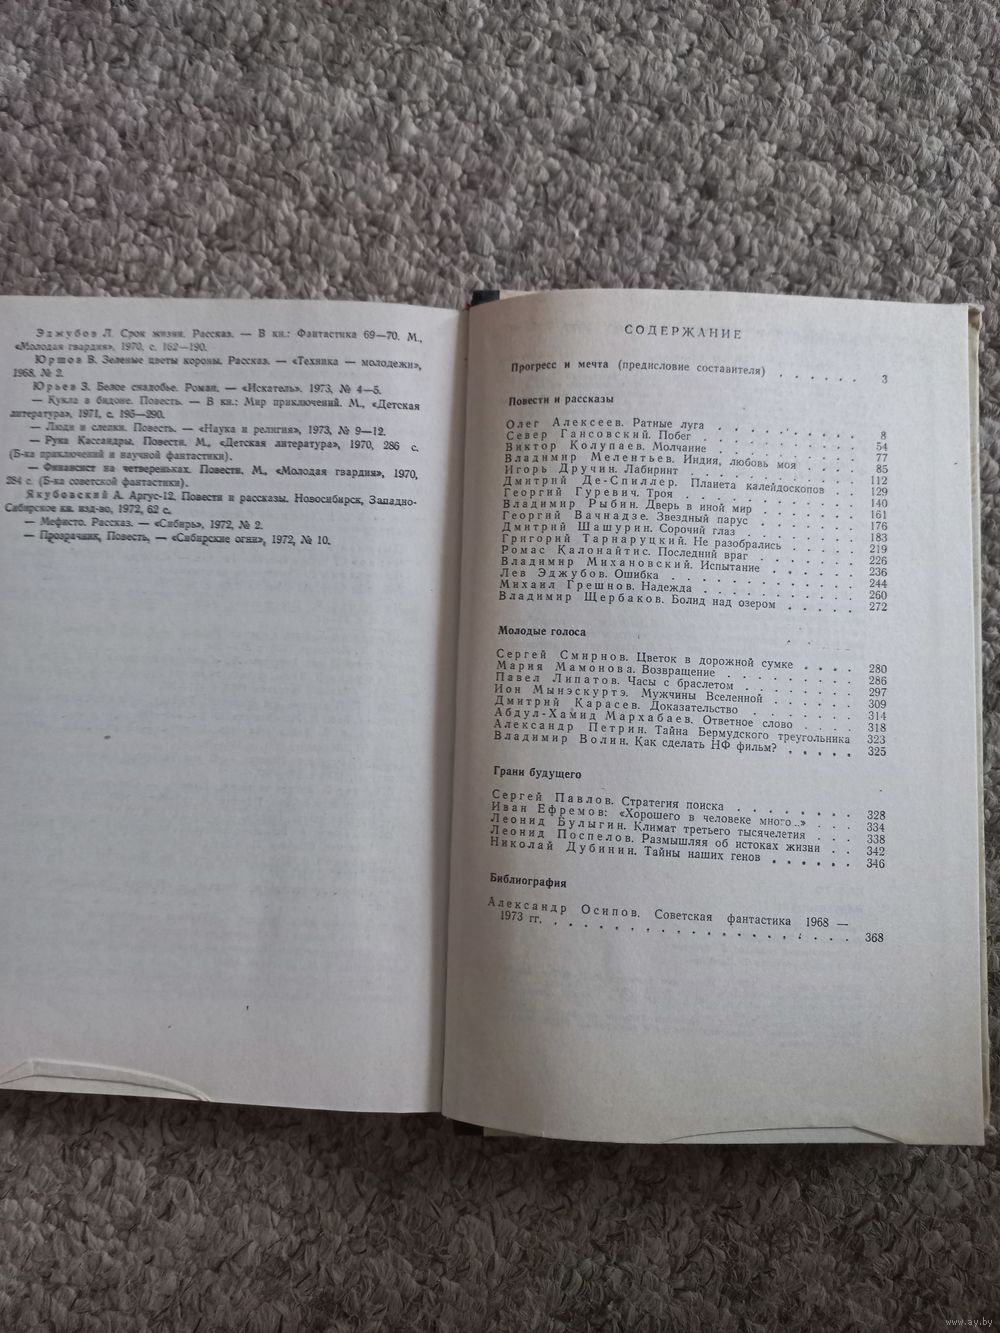 Эджубов Л. Срок жизни. Рассказ. — В кн.: Фантастика 69—70. М.,
«Молодая гвардия», 1970, с. 162—190.
Юршов В. Зеленые цветы короны. Рассказ. — «Техника — молодежи»,
1968, № 2.
Юрьев З. Белое снадобье. Роман. — «Искатель», 1973, № 4—5.
— Кукла в бидоне. Повесть. — В кн.: Мир приключений. М., «Детская
литература», 1971, с. 195—290.
— Люди и слепки. Повесть. — «Наука и религия», 1973, № 9—12.
— Рука Кассандры. Повести. М., «Детская литература», 1970, 286 с.
(Б-ка приключений и научной фантастики).
— Финансист на четвереньках. Повести. М., «Молодая гвардия», 1970,
284 с. (Б-ка советской фантастики).
Якубовский А. Аргус-12. Повести и рассказы. Новосибирск, Западно-
Сибирское кн. изд-во, 1972, 62 с.
— Мефисто. Рассказ. — «Сибирь», 1972, № 2.
— Прозрачник. Повесть. — «Сибирские огни», 1972, № 10.
СОДЕРЖАНИЕ
Прогресс и мечта (предисловие составителя) . . . . . . 3
Повести и рассказы
Олег Алексеев. Ратные луга . . . . . . 8
Север Гансовский. Побег . . . . . . 54
Виктор Колупаев. Молчание . . . . . . 77
Владимир Мелентьев. Индия, любовь моя . . . . 85
Игорь Дручин. Лабиринт . . . . . . 112
Дмитрий Де-Спиллер. Планета калейдоскопов . . 129
Георгий Гуревич. Троя . . . . . . 140
Владимир Рыбин. Дверь в иной мир . . . . . 161
Георгий Вачнадзе. Звездный парус . . . . . 176
Дмитрий Шашурин. Сорочий глаз . . . . . 183
Григорий Тарнаруцкий. Не разобрались . . . . 219
Ромас Калонайтис. Последний враг . . . . . 226
Владимир Михановский. Испытание . . . . . 236
Лев Эджубов. Ошибка . . . . . . 244
Михаил Грешнов. Надежда . . . . . . 260
Владимир Щербаков. Болид над озером . . . . 272
Молодые голоса
Сергей Смирнов. Цветок в дорожной сумке . . . . 280
Мария Мамонова. Возвращение . . . . . . 286
Павел Липатов. Часы с браслетом . . . . . . 297
Ион Мынэскуртэ. Мужчины Вселенной . . . . . 309
Дмитрий Карасев. Доказательство . . . . . . 314
Абдул-Хамид Мархабаев. Ответное слово . . . . 318
Александр Петрин. Тайна Бермудского треугольника 323
Владимир Волин. Как сделать НФ фильм? . . . . . 325
Грани будущего
Сергей Павлов. Стратегия поиска . . . . . . . 328
Иван Ефремов: «Хорошего в человеке много...» . . . 334
Леонид Булыгин. Климат третьего тысячелетия . . . 338
Леонид Поспелов. Размышляя об истоках жизни . . 342
Николай Дубинин. Тайны наших генов . . . . . . 346
Библиография
Александр Осипов. Советская фантастика 1968 —
1973 гг. . . . . . . . . . . . . . . . . 368
www.ay.by